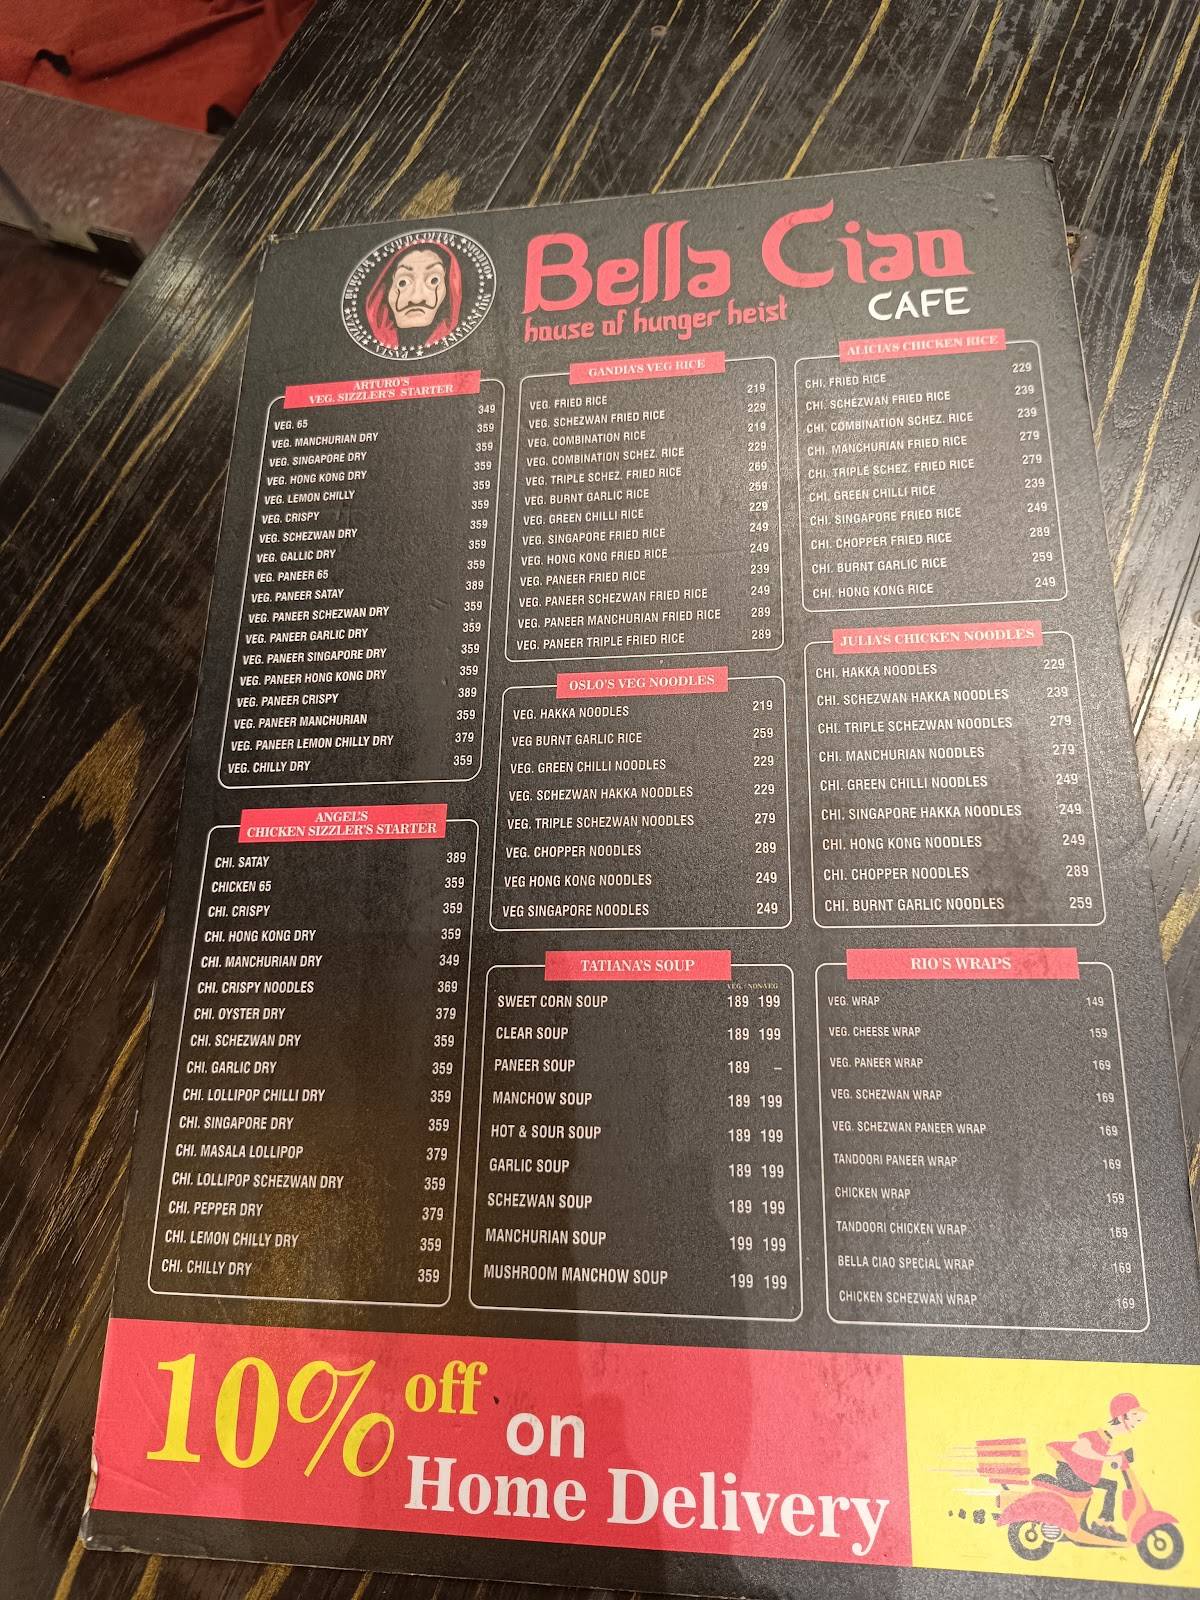 BURGER ★ COLD COFFEE ★ MOJITO ★ MILKSHAKE ★ PASTA ★ PIZZA
Bella Ciao
house of hunger heist
CAFE
ARTURO'S
VEG. SIZZLER'S STARTER
VEG. 65 349
VEG. MANCHURIAN DRY 359
VEG. SINGAPORE DRY 359
VEG. HONG KONG DRY 359
VEG. LEMON CHILLY 359
VEG. CRISPY 359
VEG. SCHEZWAN DRY 359
VEG. GALLIC DRY 359
VEG. PANEER 65 359
VEG. PANEER SATAY 389
VEG. PANEER SCHEZWAN DRY 359
VEG. PANEER GARLIC DRY 359
VEG. PANEER SINGAPORE DRY 359
VEG. PANEER HONG KONG DRY 359
VEG. PANEER CRISPY 389
VEG. PANEER MANCHURIAN 359
VEG. PANEER LEMON CHILLY DRY 379
VEG. CHILLY DRY 359
ANGEL'S
CHICKEN SIZZLER'S STARTER
CHI. SATAY 389
CHICKEN 65 359
CHI. CRISPY 359
CHI. HONG KONG DRY 359
CHI. MANCHURIAN DRY 349
CHI. CRISPY NOODLES 369
CHI. OYSTER DRY 379
CHI. SCHEZWAN DRY 359
CHI. GARLIC DRY 359
CHI. LOLLIPOP CHILLI DRY 359
CHI. SINGAPORE DRY 359
CHI. MASALA LOLLIPOP 379
CHI. LOLLIPOP SCHEZWAN DRY 359
CHI. PEPPER DRY 379
CHI. LEMON CHILLY DRY 359
CHI. CHILLY DRY 359
GANDIA'S VEG RICE
VEG. FRIED RICE 219
VEG. SCHEZWAN FRIED RICE 229
VEG. COMBINATION RICE 219
VEG. COMBINATION SCHEZ. RICE 229
VEG. TRIPLE SCHEZ. FRIED RICE 269
VEG. BURNT GARLIC RICE 259
VEG. GREEN CHILLI RICE 229
VEG. SINGAPORE FRIED RICE 249
VEG. HONG KONG FRIED RICE 249
VEG. PANEER FRIED RICE 239
VEG. PANEER SCHEZWAN FRIED RICE 249
VEG. PANEER MANCHURIAN FRIED RICE 289
VEG. PANEER TRIPLE FRIED RICE 289
OSLO'S VEG NOODLES
VEG. HAKKA NOODLES 219
VEG BURNT GARLIC RICE 259
VEG. GREEN CHILLI NOODLES 229
VEG. SCHEZWAN HAKKA NOODLES 229
VEG. TRIPLE SCHEZWAN NOODLES 279
VEG. CHOPPER NOODLES 289
VEG HONG KONG NOODLES 249
VEG SINGAPORE NOODLES 249
TATIANA'S SOUP
VEG. / NONVEG
SWEET CORN SOUP 189 199
CLEAR SOUP 189 199
PANEER SOUP 189 –
MANCHOW SOUP 189 199
HOT & SOUR SOUP 189 199
GARLIC SOUP 189 199
SCHEZWAN SOUP 189 199
MANCHURIAN SOUP 199 199
MUSHROOM MANCHOW SOUP 199 199
ALICIA'S CHICKEN RICE
CHI. FRIED RICE 229
CHI. SCHEZWAN FRIED RICE 239
CHI. COMBINATION SCHEZ. RICE 239
CHI. MANCHURIAN FRIED RICE 279
CHI. TRIPLE SCHEZ. FRIED RICE 279
CHI. GREEN CHILLI RICE 239
CHI. SINGAPORE FRIED RICE 249
CHI. CHOPPER FRIED RICE 289
CHI. BURNT GARLIC RICE 259
CHI. HONG KONG RICE 249
JULIA'S CHICKEN NOODLES
CHI. HAKKA NOODLES 229
CHI. SCHEZWAN HAKKA NOODLES 239
CHI. TRIPLE SCHEZWAN NOODLES 279
CHI. MANCHURIAN NOODLES 279
CHI. GREEN CHILLI NOODLES 249
CHI. SINGAPORE HAKKA NOODLES 249
CHI. HONG KONG NOODLES 249
CHI. CHOPPER NOODLES 289
CHI. BURNT GARLIC NOODLES 259
RIO'S WRAPS
VEG. WRAP 149
VEG. CHEESE WRAP 159
VEG. PANEER WRAP 169
VEG. SCHEZWAN WRAP 169
VEG. SCHEZWAN PANEER WRAP 169
TANDOORI PANEER WRAP 169
CHICKEN WRAP 159
TANDOORI CHICKEN WRAP 169
BELLA CIAO SPECIAL WRAP 169
CHICKEN SCHEZWAN WRAP 169
10% off on
Home Delivery